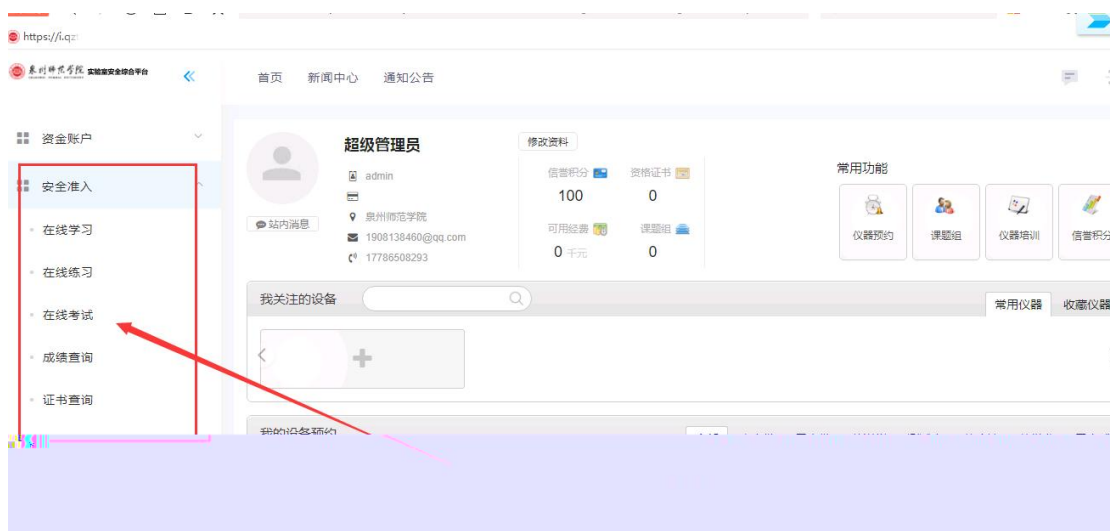 https://i.qz
泉州师范学院 实验室安全综合平台
首页 新闻中心 通知公告
资金账户
安全准入
在线学习
在线练习
在线考试
成绩查询
证书查询
超级管理员
修改资料
admin
泉州师范学院
1908138460@qq.com
17786508293
站内消息
信誉积分 资格证书
100 0
可用经费 课题组
0 千元 0
常用功能
仪器预约 课题组 仪器培训 信誉积分
我关注的设备
常用仪器 收藏仪器
我的设备预约